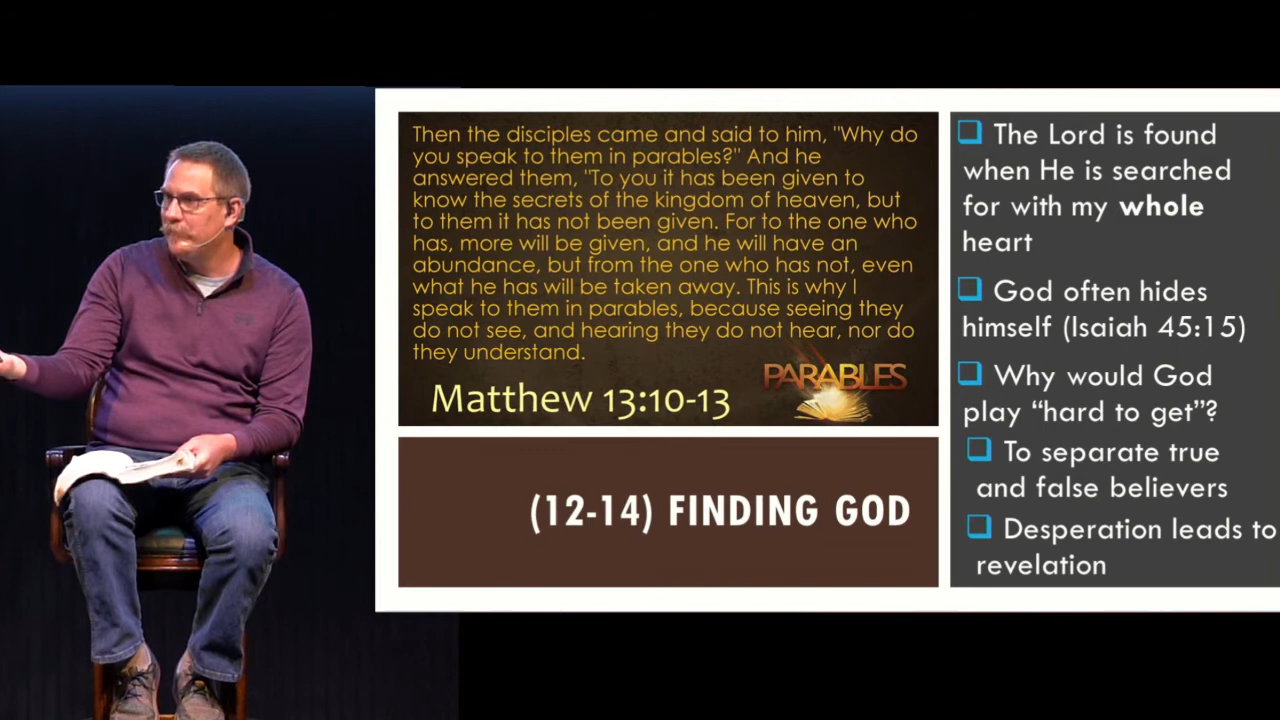 Then the disciples came and said to him, "Why do
you speak to them in parables?" And he
answered them, "To you it has been given to
know the secrets of the kingdom of heaven, but
to them it has not been given. For to the one who
has, more will be given, and he will have an
abundance, but from the one who has not, even
what he has will be taken away. This is why I
speak to them in parables, because seeing they
do not see, and hearing they do not hear, nor do
they understand.
PARABLES
Matthew 13:10-13
(12-14) FINDING GOD
The Lord is found
when He is searched
for with my whole
heart
God often hides
himself (Isaiah 45:15)
Why would God
play “hard to get”?
To separate true
and false believers
Desperation leads to
revelation